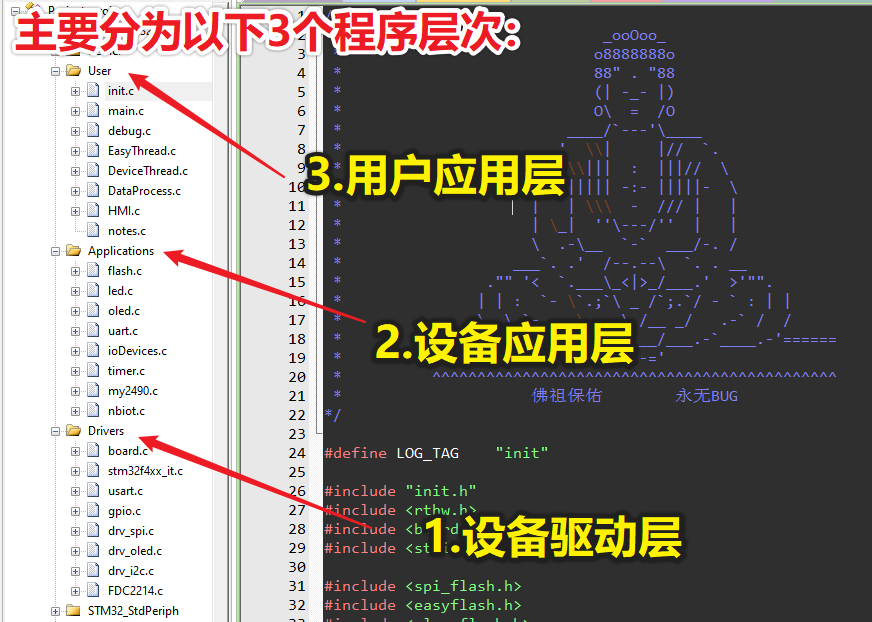 主要分为以下3个程序层次:
User
init.c
main.c
debug.c
EasyThread.c
DeviceThread.c
DataProcess.c
HMI.c
notes.c
Applications
flash.c
led.c
oled.c
uart.c
ioDevices.c
timer.c
my2490.c
nbiot.c
Drivers
board.c
stm32f4xx_it.c
usart.c
gpio.c
drv_spi.c
drv_oled.c
drv_i2c.c
FDC2214.c
STM32_StdPeriph
3.用户应用层
2.设备应用层
1.设备驱动层
3
4
5
6
7
8
9
10
11
12
13
14
15
16
17
18
19
20
21
22
23
24
25
26
27
28
29
30
31
32
_ooOoo_
o8888888o
88" . "88
(| -_- |)
O\ = /O
____/`---'\____
佛祖保佑 永无BUG
*/
#define LOG_TAG "init"
#include "init.h"
#include <rthw.h>
#include
#include
#include <spi_flash.h>
#include <easyflash.h>